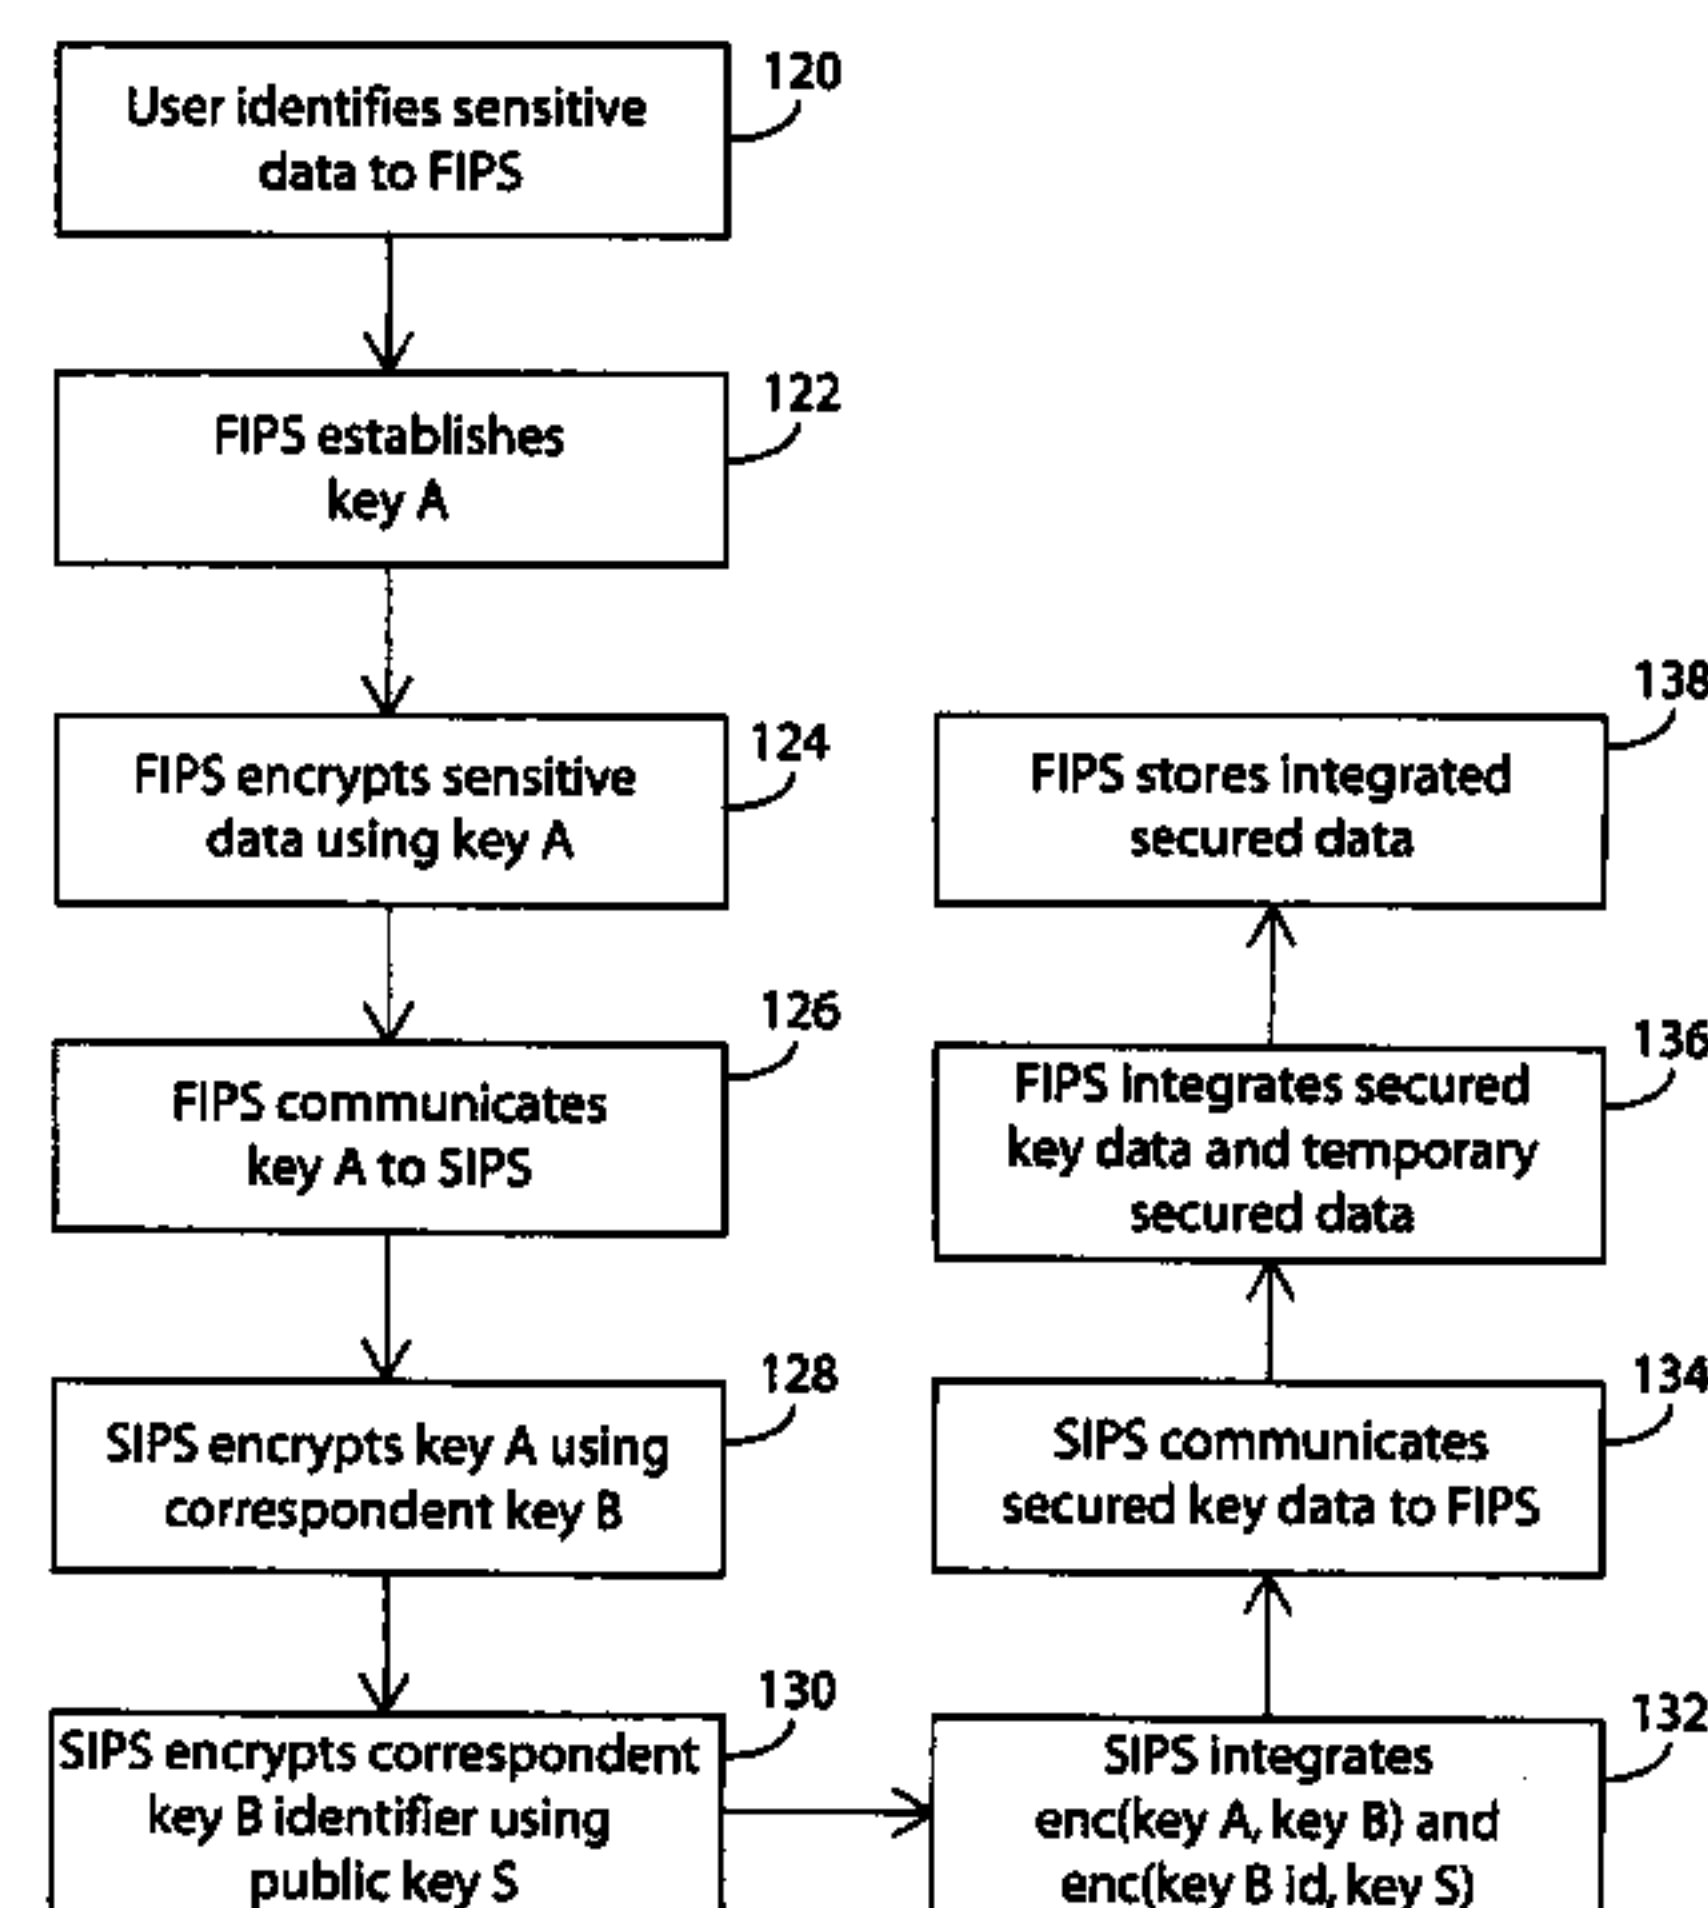 120
User identifies sensitive
data to FIPS
122
FIPS establishes
key A
124
FIPS encrypts sensitive
data using key A
126
FIPS communicates
key A to SIPS
128
SIPS encrypts key A using
correspondent key B
130
SIPS encrypts correspondent
key B identifier using
public key S
132
SIPS integrates
enc(key A, key B) and
enc(key B id, key S)
134
SIPS communicates
secured key data to FIPS
136
FIPS integrates secured
key data and temporary
secured data
138
FIPS stores integrated
secured data